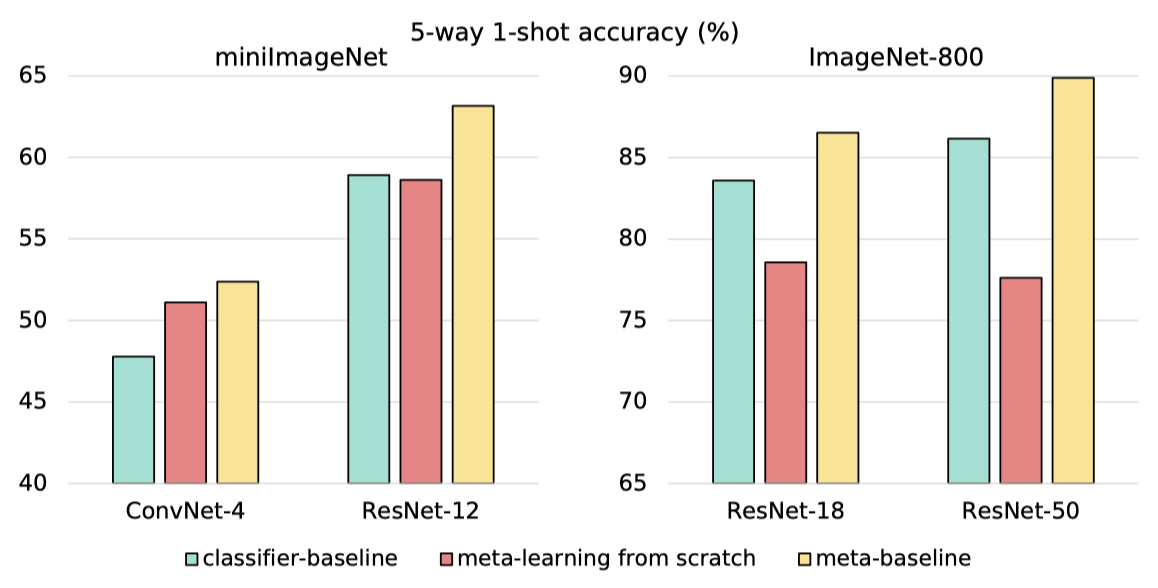 5-way 1-shot accuracy (%)
miniImageNet
65
60
55
50
45
40
ConvNet-4 ResNet-12
ImageNet-800
90
85
80
75
70
65
ResNet-18 ResNet-50
classifier-baseline meta-learning from scratch meta-baseline